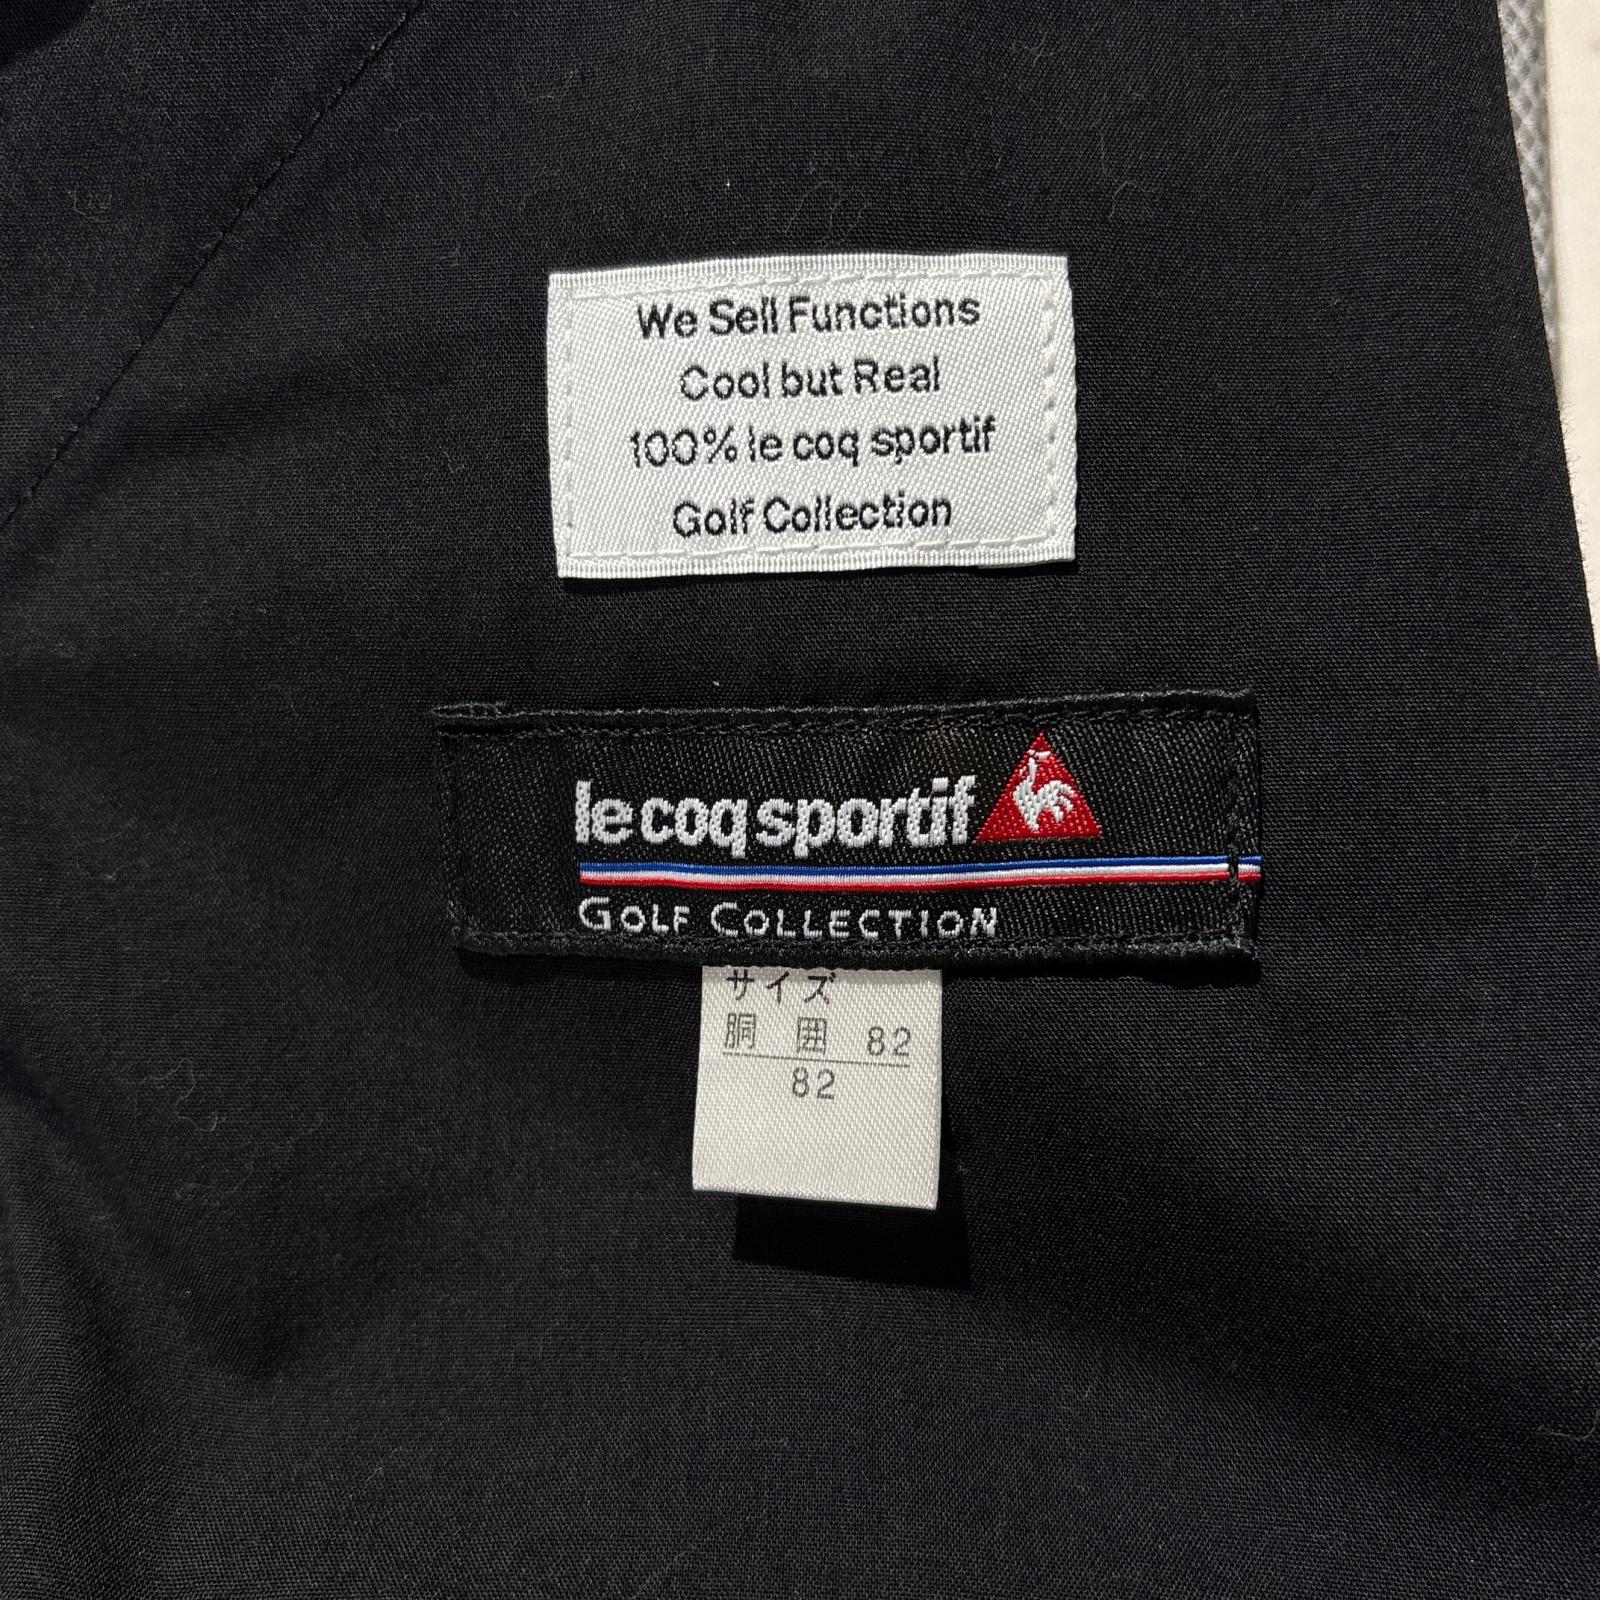 We Sell Functions
Cool but Real
100% le coq sportif
Golf Collection
le coq sportif
GOLF COLLECTION
サイズ
胴囲 82
82